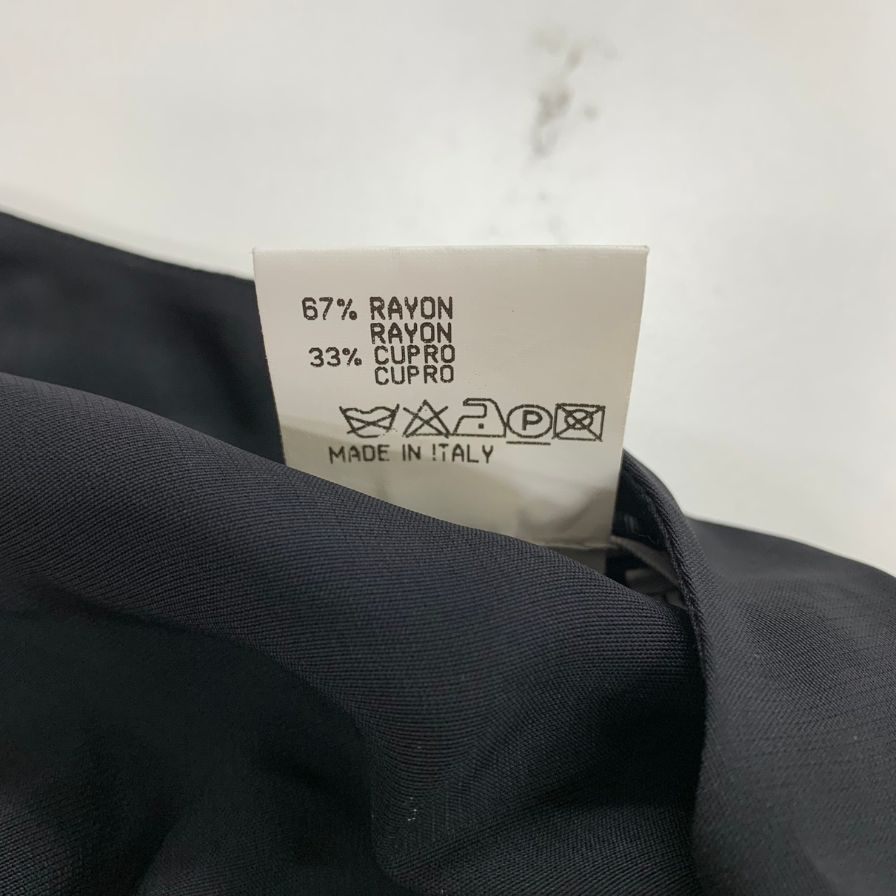 67% RAYON
RAYON
33% CUPRO
CUPRO
P
MADE IN ITALY